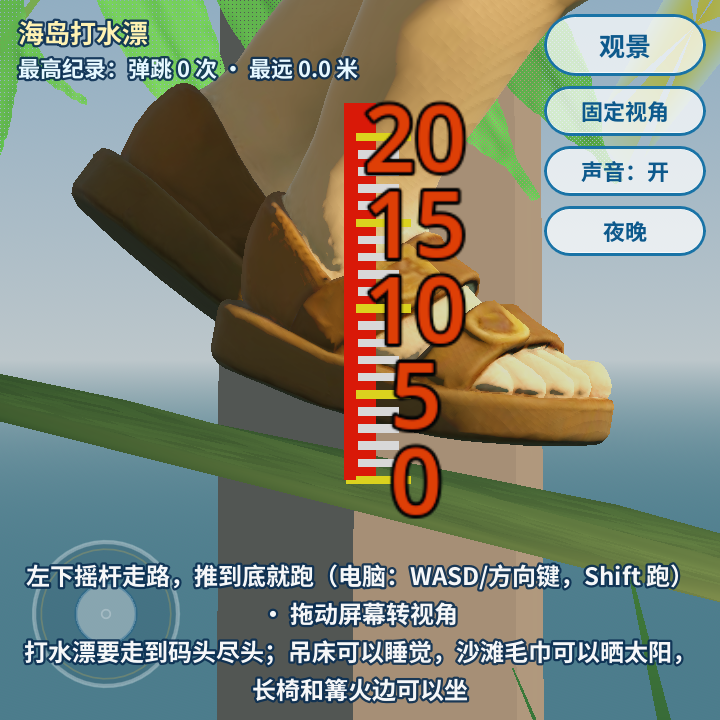 海岛打水漂
最高纪录：弹跳 0 次 · 最远 0.0 米
观景
固定视角
声音：开
夜晚
20
15
10
5
0
左下摇杆走路，推到底就跑（电脑：WASD/方向键，Shift 跑）
· 拖动屏幕转视角
打水漂要走到码头尽头；吊床可以睡觉，沙滩毛巾可以晒太阳，
长椅和篝火边可以坐